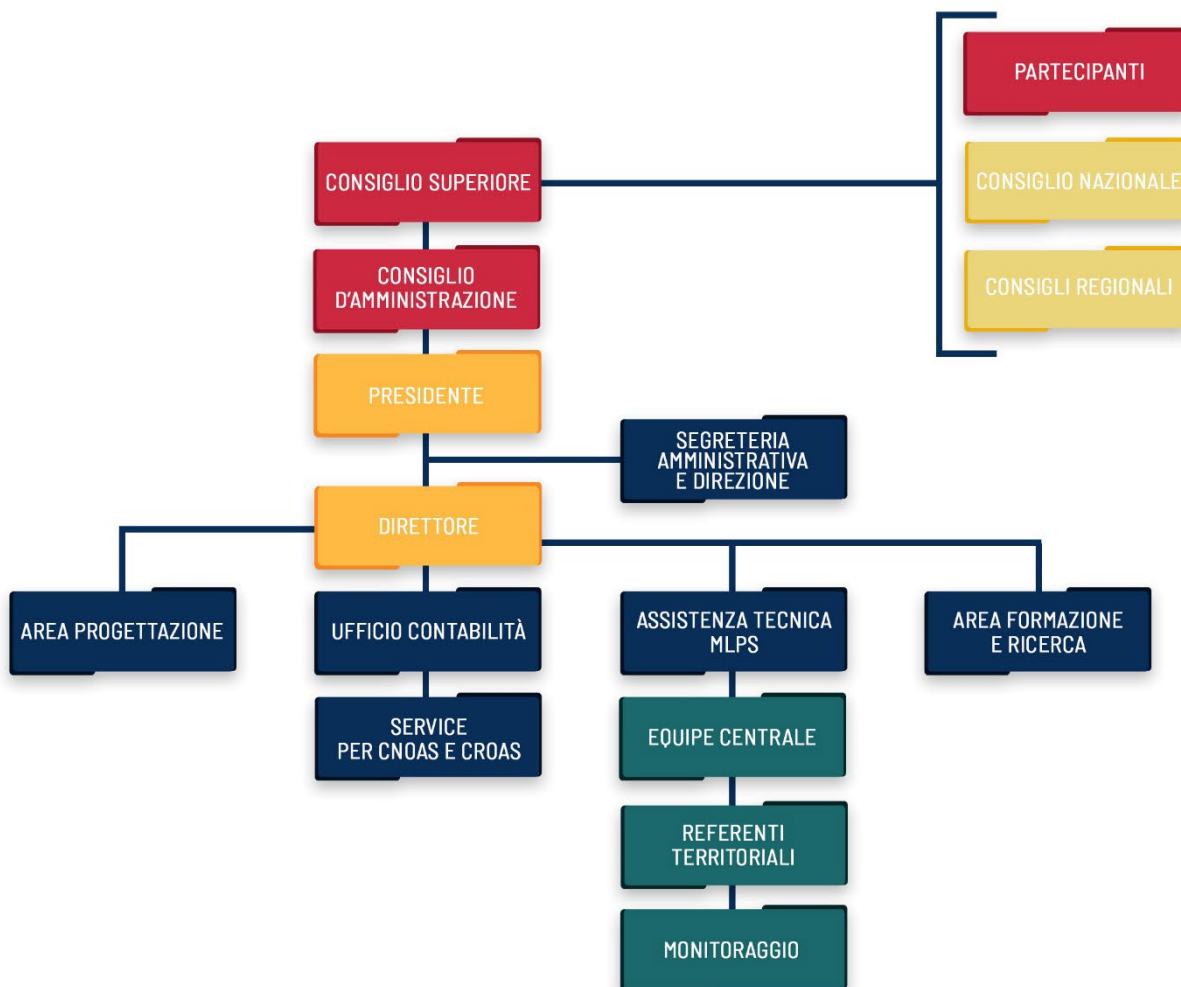 PARTECIPANTI
CONSIGLIO SUPERIORE
CONSIGLIO NAZIONALE
CONSIGLIO
D'AMMINISTRAZIONE
CONSIGLI REGIONALI
PRESIDENTE
SEGRETERIA
AMMINISTRATIVA
E DIREZIONE
DIRETTORE
AREA PROGETTAZIONE
UFFICIO CONTABILITÀ
ASSISTENZA TECNICA
MLPS
AREA FORMAZIONE
E RICERCA
SERVICE
PER CNOAS E CROAS
EQUIPE CENTRALE
REFERENTI
TERRITORIALI
MONITORAGGIO